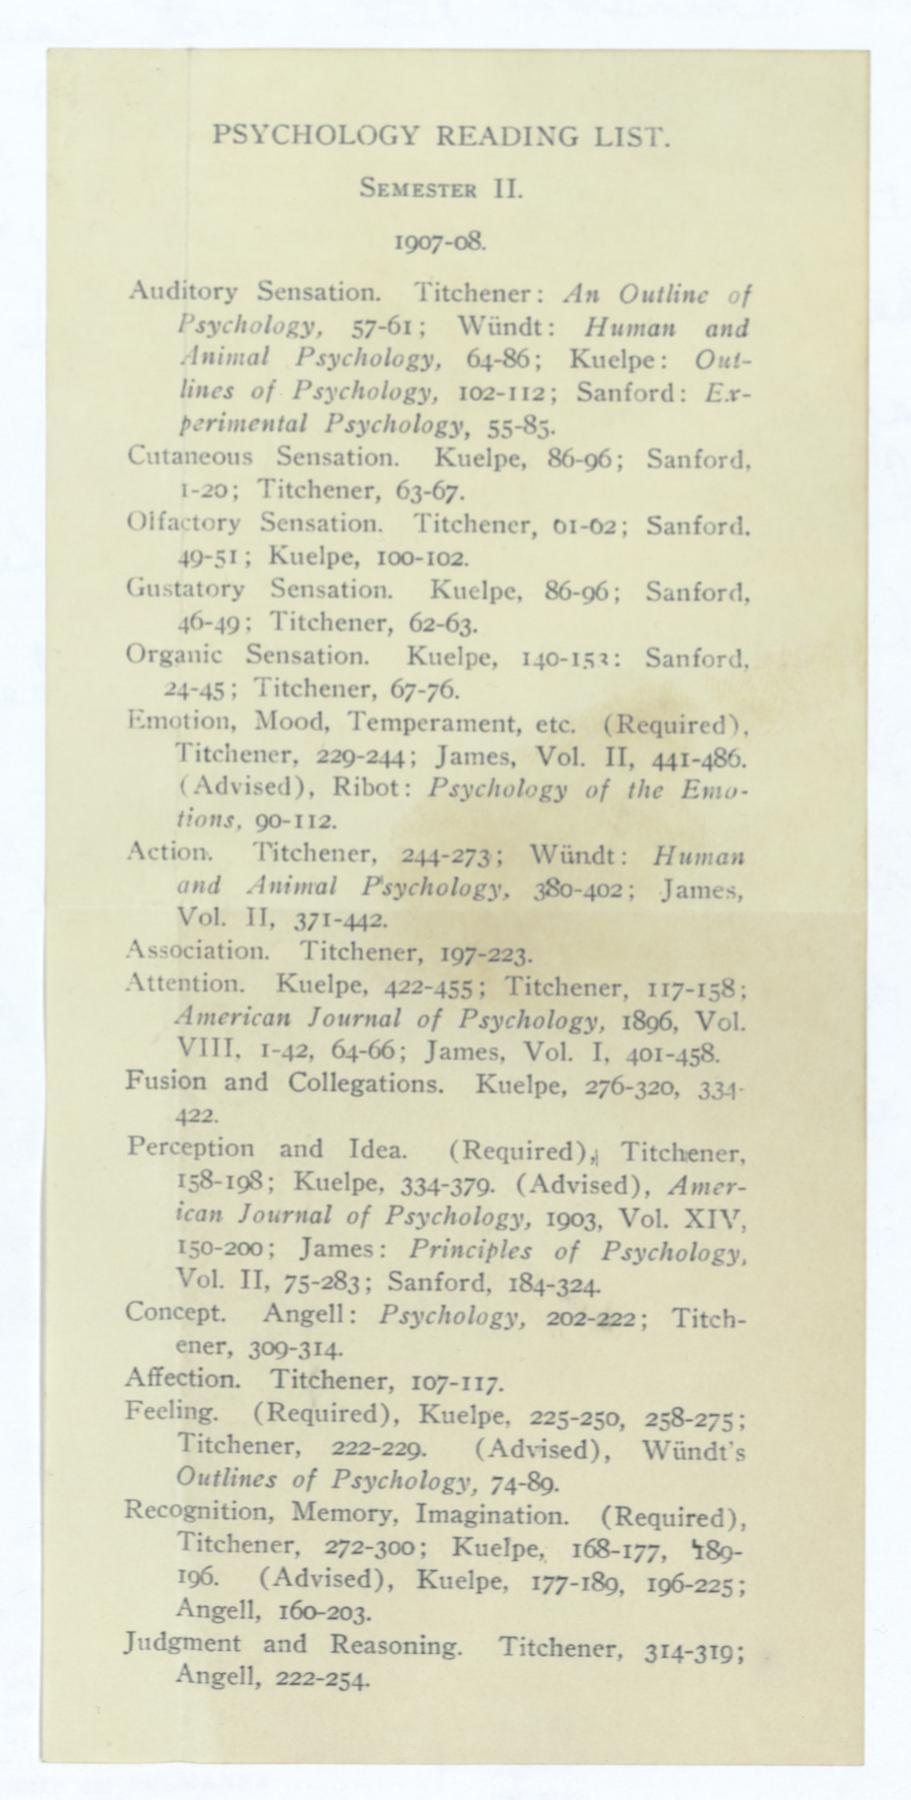 PSYCHOLOGY READING LIST.
SEMESTER II.
1907-08.
Auditory Sensation. Titchener: An Outline of
Psychology, 57-61; Wündt: Human and
Animal Psychology, 64-86; Kuelpe: Out-
lines of Psychology, 102-112; Sanford: Ex-
perimental Psychology, 55-85.
Cutaneous Sensation. Kuelpe, 86-96; Sanford,
1-20; Titchener, 63-67.
Olfactory Sensation. Titchener, 61-62; Sanford.
49-51; Kuelpe, 100-102.
Gustatory Sensation. Kuelpe, 86-96; Sanford,
46-49; Titchener, 62-63.
Organic Sensation. Kuelpe, Sanford,
24-45; Titchener, 67-76.
Emotion, Mood, Temperament, etc. (Required),
Titchener, 229-244; James, Vol. II, 441-486.
(Advised), Ribot: Psychology of the Emo-
tions, 90-112.
Action. Titchener, 244-273; Wündt: Human
and Animal Psychology, 380-402; James,
Vol. II, 371-442.
Association. Titchener, 197-223.
Attention. Kuelpe, 422-455; Titchener, 117-158;
American Journal of Psychology, 1896, Vol.
VIII, 1-42, 64-66; James, Vol. I, 401-458.
Fusion and Collegations. Kuelpe, 276-320, 334-
422.
Perception and Idea. (Required), Titchener,
158-198; Kuelpe, 334-379. (Advised), Amer-
ican Journal of Psychology, 1903, Vol. XIV,
150-200; James: Principles of Psychology,
Vol. II, 75-283; Sanford, 184-324.
Concept. Angell: Psychology, 202-222; Titch-
ener, 309-314.
Affection. Titchener, 107-117.
Feeling. (Required), Kuelpe, 225-250, 258-275;
Titchener, 222-229. (Advised), Wündt's
Outlines of Psychology, 74-89.
Recognition, Memory, Imagination. (Required),
Titchener, 272-300; Kuelpe, 168-177, 189-
196. (Advised), Kuelpe, 177-189, 196-225;
Angell, 160-203.
Judgment and Reasoning. Titchener, 314-319;
Angell, 222-254.